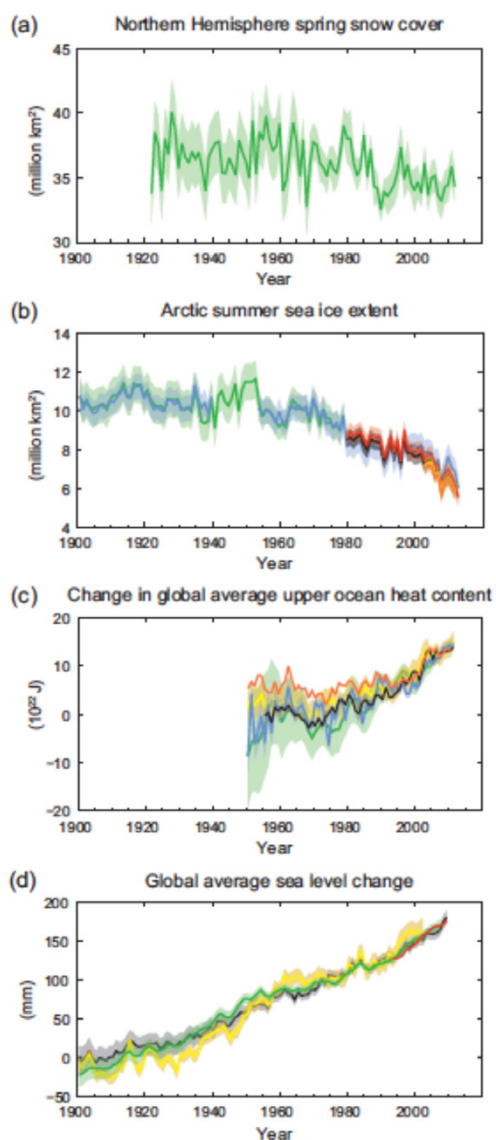 (a) Northern Hemisphere spring snow cover
45
40
35
30
(million km²)
1900 1920 1940 1960 1980 2000
Year
(b) Arctic summer sea ice extent
14
12
10
8
6
4
(million km²)
1900 1920 1940 1960 1980 2000
Year
(c) Change in global average upper ocean heat content
20
10
0
−10
−20
(10²² J)
1900 1920 1940 1960 1980 2000
Year
(d) Global average sea level change
200
150
100
50
0
−50
(mm)
1900 1920 1940 1960 1980 2000
Year